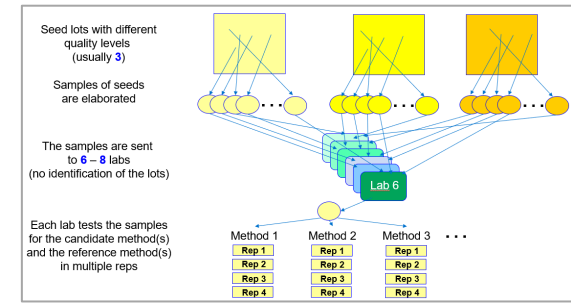 Seed lots with different
quality levels
(usually 3)
Samples of seeds
are elaborated
. . .
. . .
. . .
The samples are sent
to 6 – 8 labs
(no identification of the lots)
Lab 6
Each lab tests the samples
for the candidate method(s)
and the reference method(s)
in multiple reps
Method 1 Method 2 Method 3 . . .
Rep 1 Rep 1 Rep 1
Rep 2 Rep 2 Rep 2
Rep 3 Rep 3 Rep 3
Rep 4 Rep 4 Rep 4